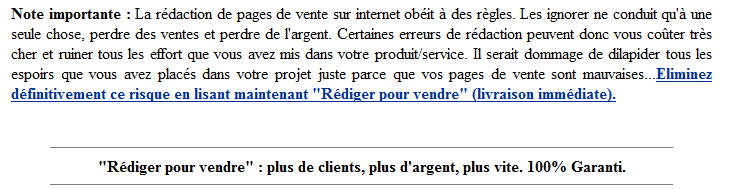 Note importante : La rédaction de pages de vente sur internet obéit à des règles. Les ignorer ne conduit qu'à une
seule chose, perdre des ventes et perdre de l'argent. Certaines erreurs de rédaction peuvent donc vous coûter très
cher et ruiner tous les effort que vous avez mis dans votre produit/service. Il serait dommage de dilapider tous les
espoirs que vous avez placés dans votre projet juste parce que vos pages de vente sont mauvaises...Eliminez
définitivement ce risque en lisant maintenant "Rédiger pour vendre" (livraison immédiate).
"Rédiger pour vendre" : plus de clients, plus d'argent, plus vite. 100% Garanti.